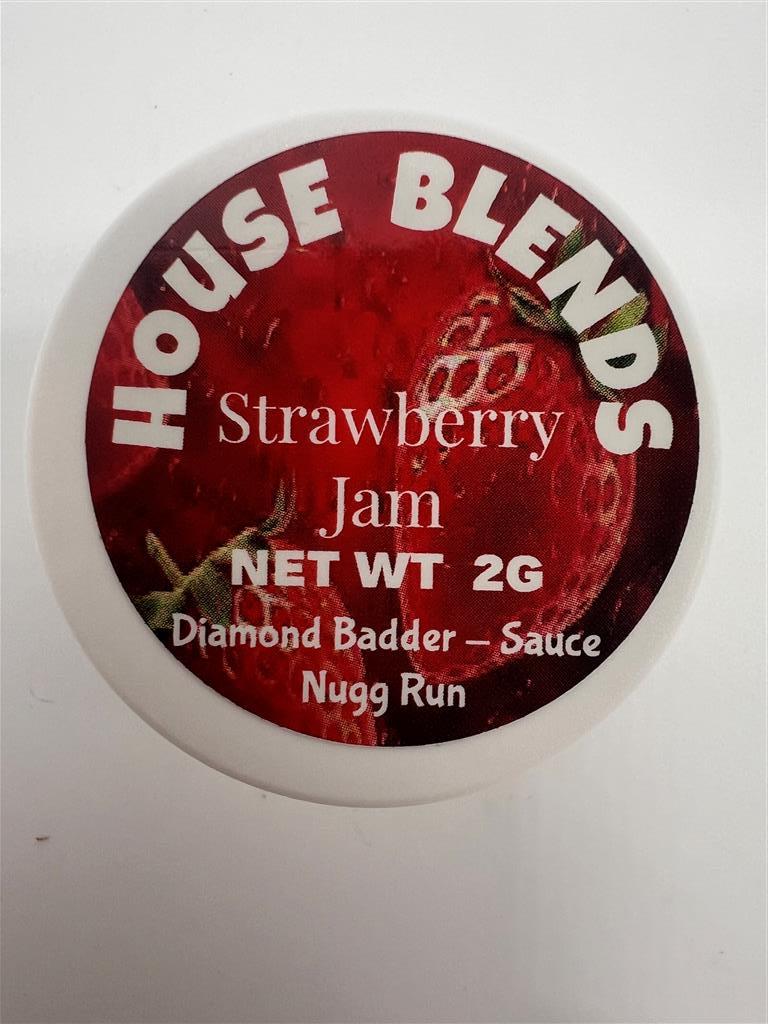 HOUSE BLENDS
Strawberry
Jam
NET WT 2G
Diamond Badder – Sauce
Nugg Run